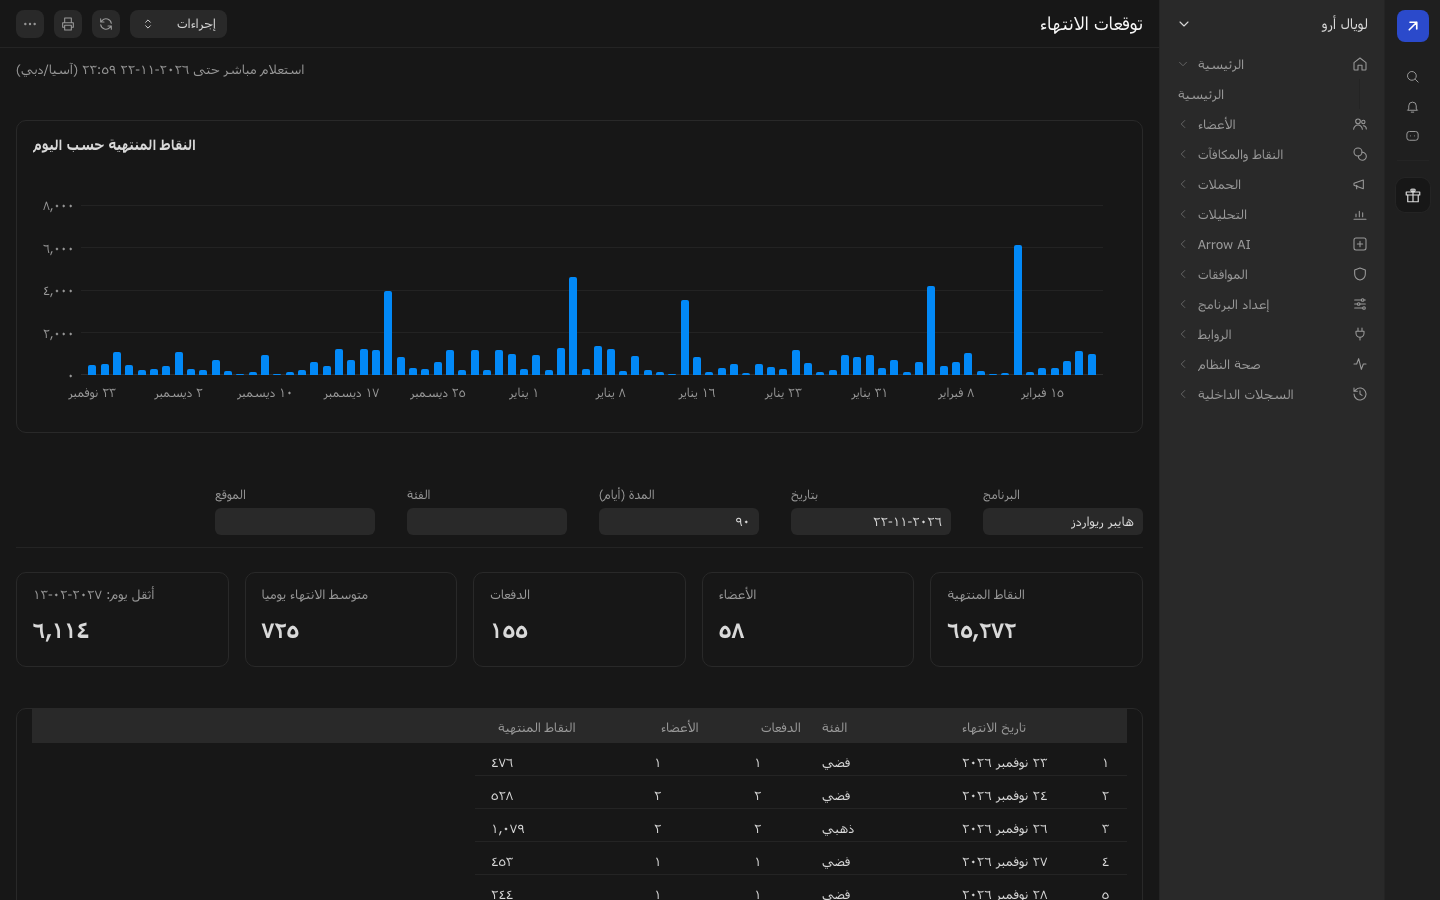 لويال أرو
الرئيسية
الرئيسية
الأعضاء
النقاط والمكافآت
الحملات
التحليلات
Arrow AI
الموافقات
إعداد البرنامج
الروابط
صحة النظام
السجلات الداخلية
توقعات الانتهاء
إجراءات
استعلام مباشر حتى ٢٠٢٦-١١-٢٢ ٢٣:٥٩ (آسيا/دبي)
النقاط المنتهية حسب اليوم
٨,٠٠٠
٦,٠٠٠
٤,٠٠٠
٢,٠٠٠
٠
٢٣ نوفمبر ٢ ديسمبر ١٠ ديسمبر ١٧ ديسمبر ٢٥ ديسمبر ١ يناير ٨ يناير ١٦ يناير ٢٣ يناير ٣١ يناير ٨ فبراير ١٥ فبراير
البرنامج بتاريخ المدة (أيام) الفئة الموقع
هايبر ريواردز ٢٠٢٦-١١-٢٢ ٩٠
النقاط المنتهية الأعضاء الدفعات متوسط الانتهاء يوميا أثقل يوم: ٢٠٢٧-٠٢-١٣
٦٥,٢٧٢ ٥٨ ١٥٥ ٧٢٥ ٦,١١٤
تاريخ الانتهاء الفئة الدفعات الأعضاء النقاط المنتهية
١ ٢٣ نوفمبر ٢٠٢٦ فضي ١ ١ ٤٧٦
٢ ٢٤ نوفمبر ٢٠٢٦ فضي ٢ ٢ ٥٢٨
٣ ٢٦ نوفمبر ٢٠٢٦ ذهبي ٢ ٢ ١,٠٧٩
٤ ٢٧ نوفمبر ٢٠٢٦ فضي ١ ١ ٤٥٣
٥ ٢٨ نوفمبر ٢٠٢٦ فضي ١ ١ ٢٤٤